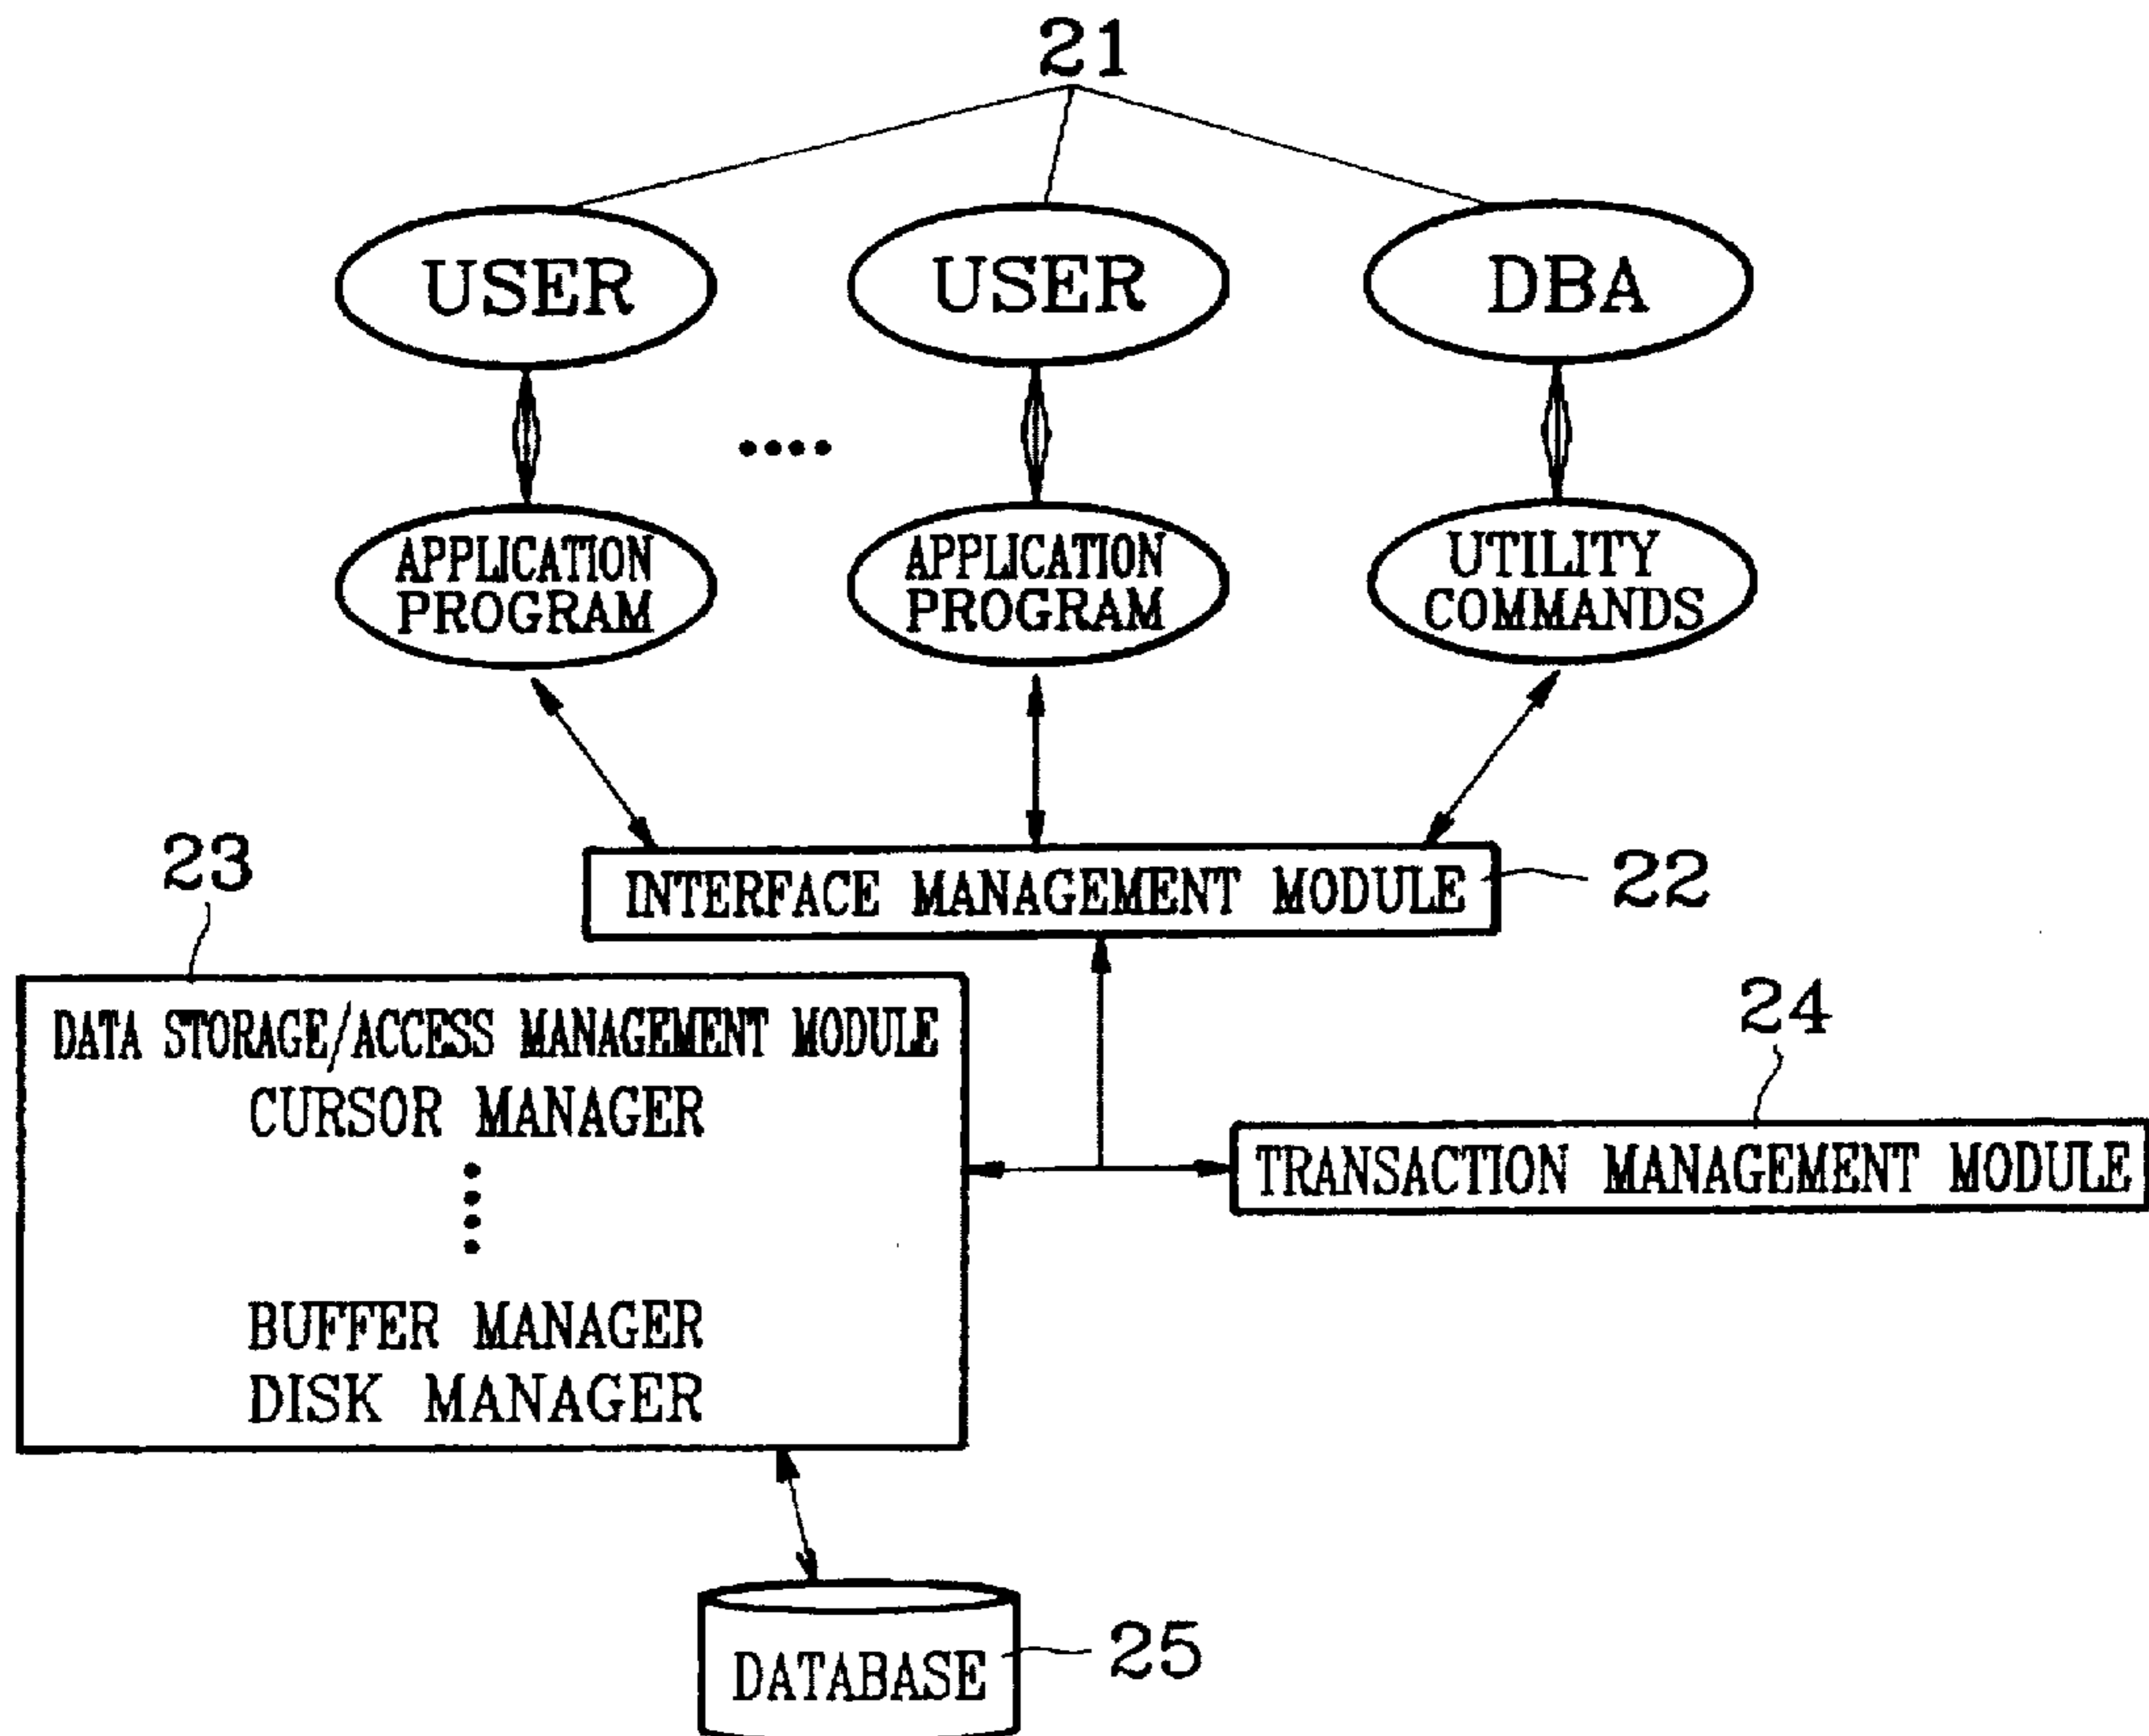 21
USER
USER
DBA
....
APPLICATION
PROGRAM
APPLICATION
PROGRAM
UTILITY
COMMANDS
INTERFACE MANAGEMENT MODULE
22
23
DATA STORAGE/ACCESS MANAGEMENT MODULE
CURSOR MANAGER
BUFFER MANAGER
DISK MANAGER
24
TRANSACTION MANAGEMENT MODULE
DATABASE
25